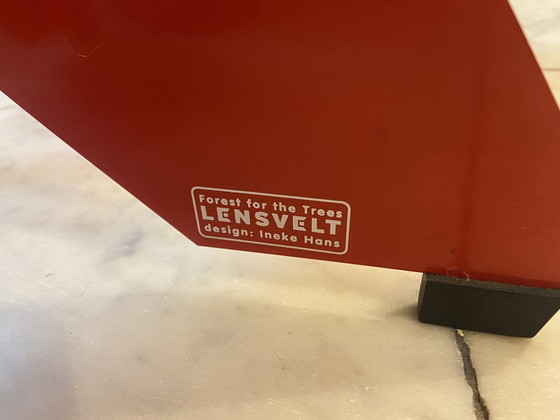 Forest for the Trees
LENSVELT
design: Ineke Hans